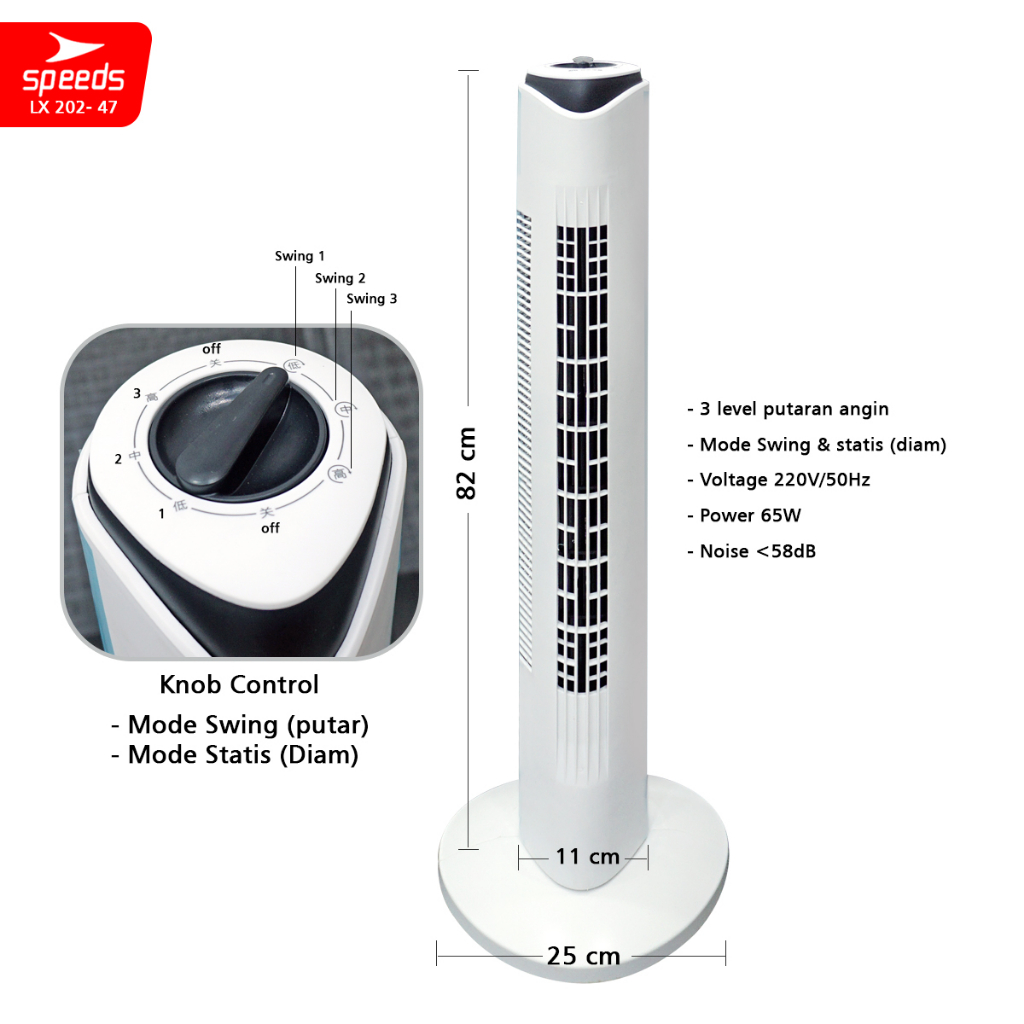 speeds
LX 202- 47
Swing 1
Swing 2
Swing 3
off
关
低
3
高
中
2
中
高
1
低
关
off
Knob Control
- Mode Swing (putar)
- Mode Statis (Diam)
82 cm
11 cm
25 cm
- 3 level putaran angin
- Mode Swing & statis (diam)
- Voltage 220V/50Hz
- Power 65W
- Noise <58dB